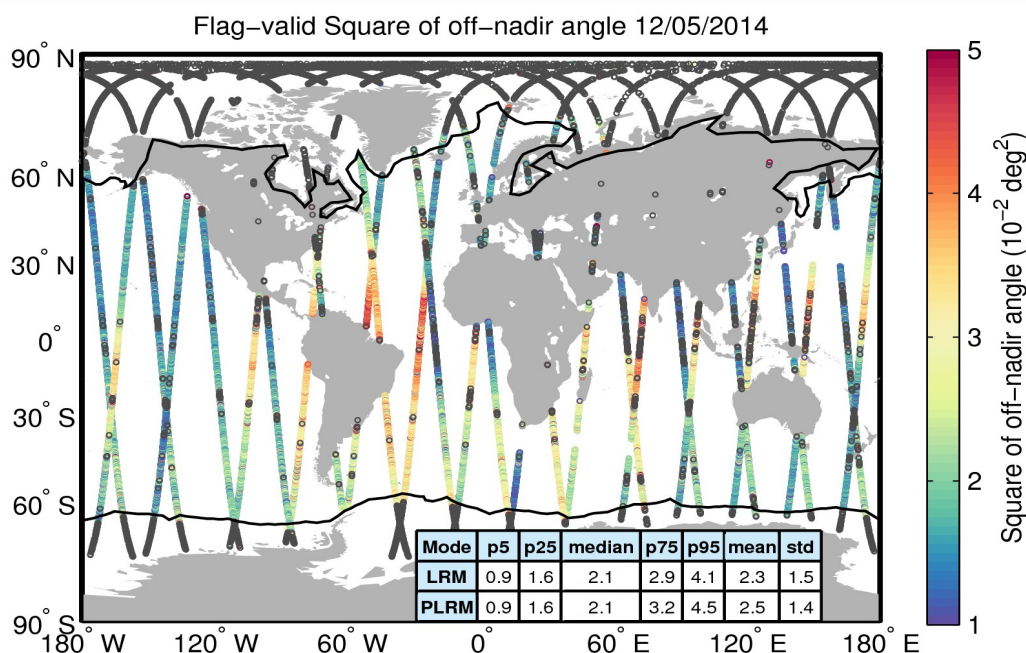 Flag−valid Square of off−nadir angle 12/05/2014
90° N
60° N
30° N
0°
30° S
60° S
90° S
180° W
120° W
60° W
0°
60° E
120° E
180° E
5
4
3
2
1
Square of off−nadir angle (10⁻² deg²)
Mode p5 p25 median p75 p95 mean std
LRM 0.9 1.6 2.1 2.9 4.1 2.3 1.5
PLRM 0.9 1.6 2.1 3.2 4.5 2.5 1.4